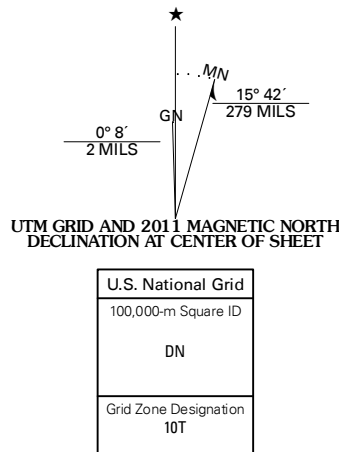 ★
MN
GN
15° 42´
279 MILS
0° 8´
2 MILS
UTM GRID AND 2011 MAGNETIC NORTH
DECLINATION AT CENTER OF SHEET
U.S. National Grid
100,000-m Square ID
DN
Grid Zone Designation
10T